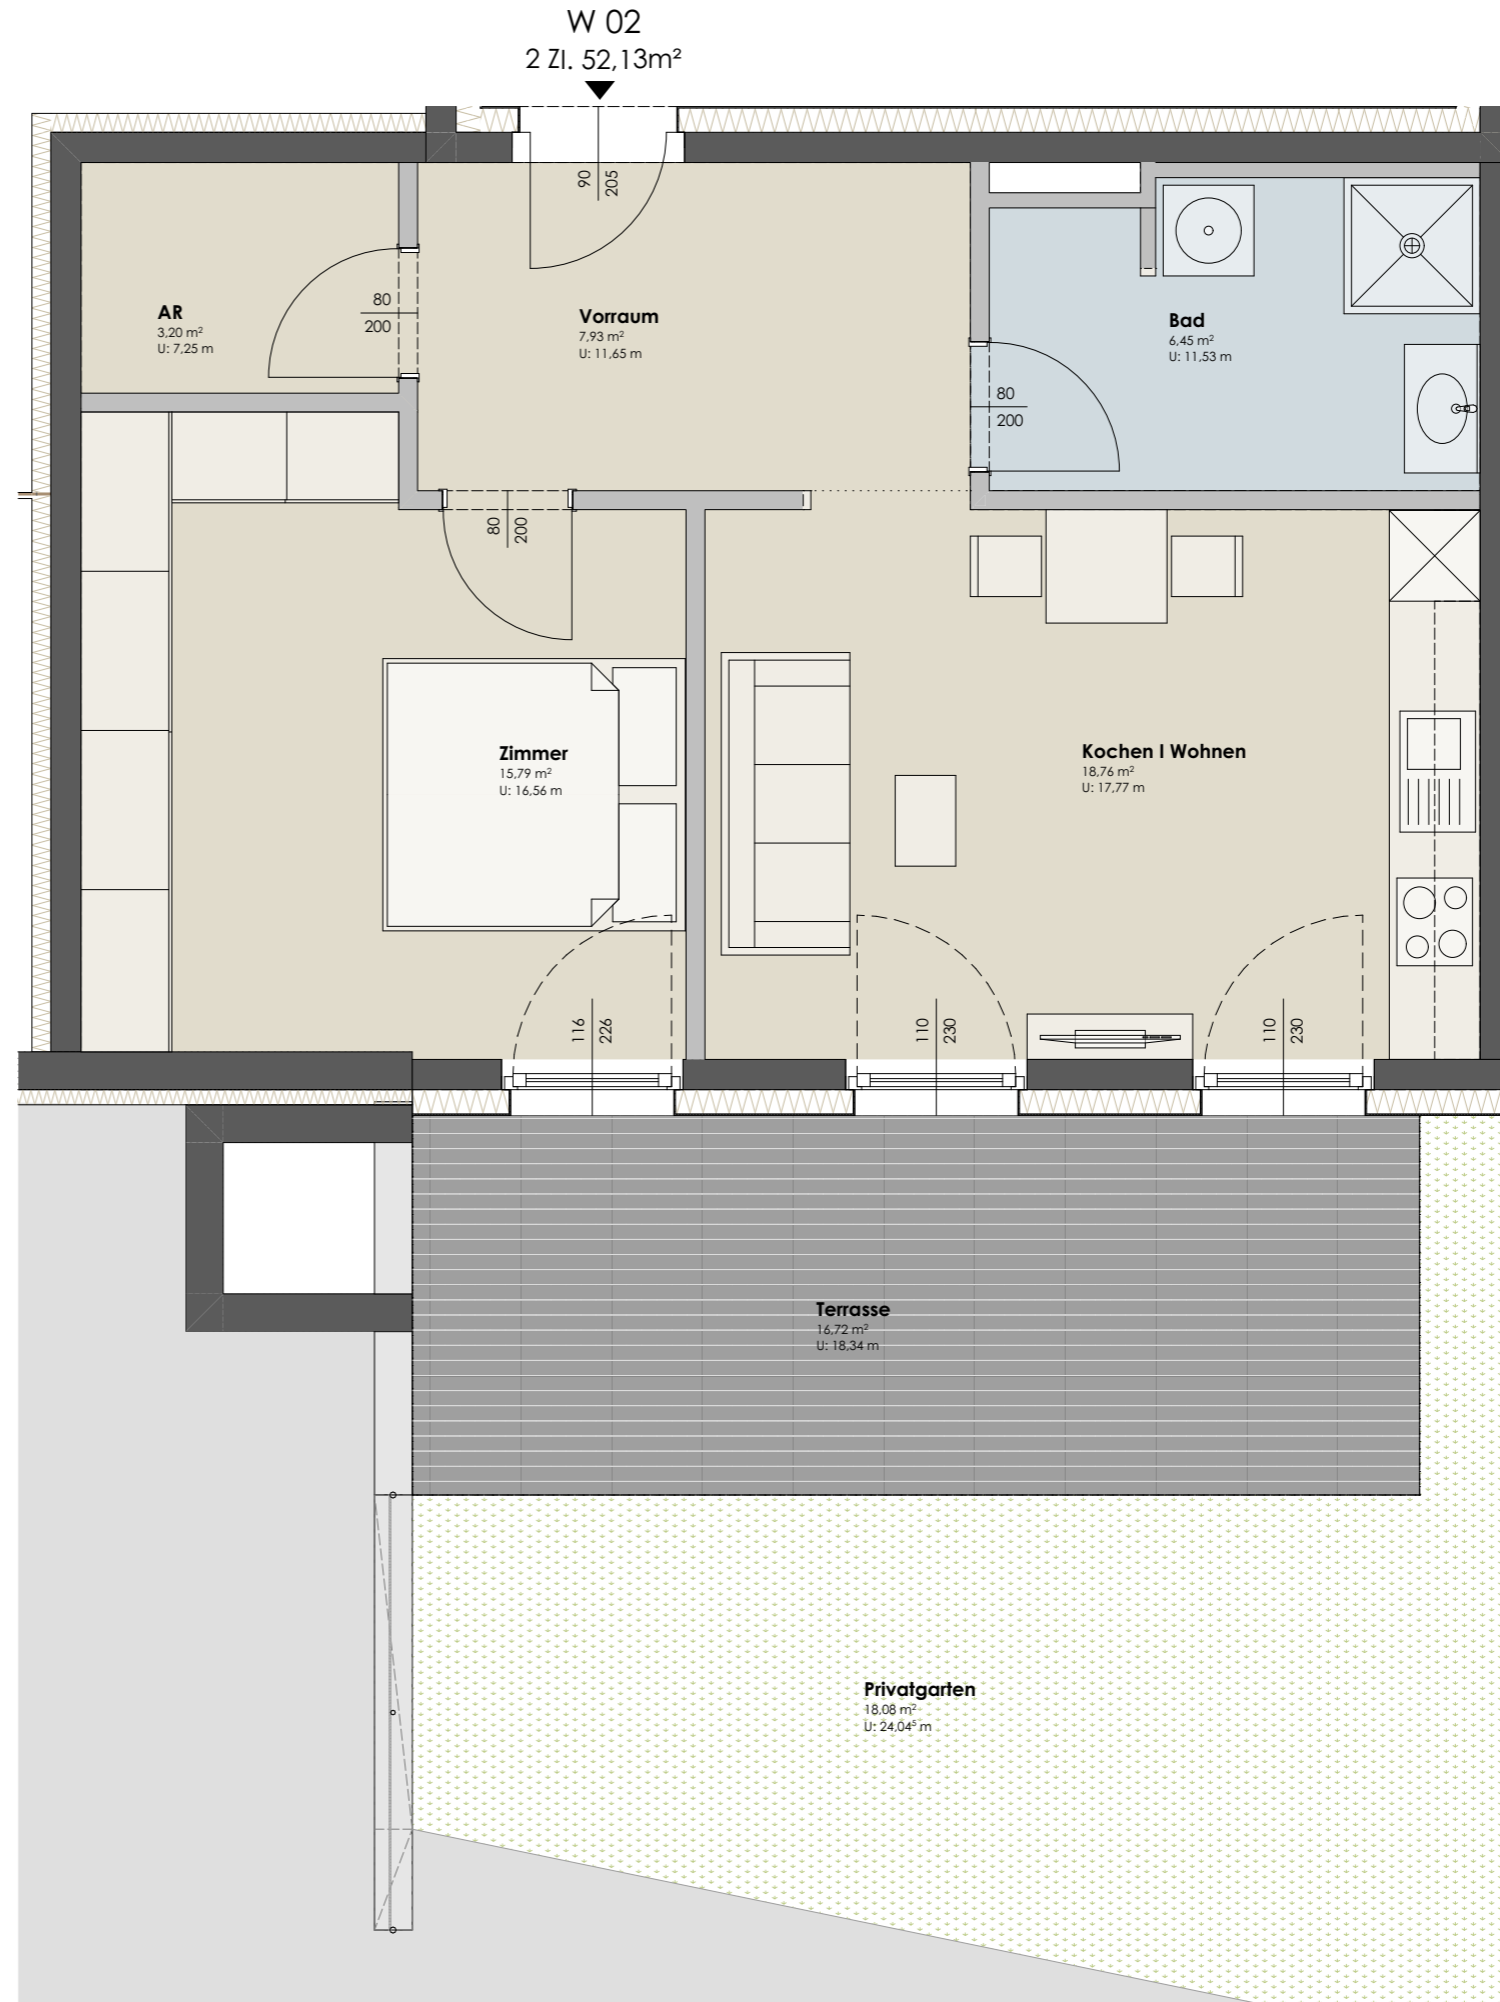 W 02
2 ZI. 52,13m²
90
205
AR
3,20 m²
U: 7,25 m
80
200
Vorraum
7,93 m²
U: 11,65 m
Bad
6,45 m²
U: 11,53 m
80
200
80
200
Zimmer
15,79 m²
U: 16,56 m
Kochen I Wohnen
18,76 m²
U: 17,77 m
116
226
110
230
110
230
Terrasse
16,72 m²
U: 18,34 m
Privatgarten
18,08 m²
U: 24,04⁵ m